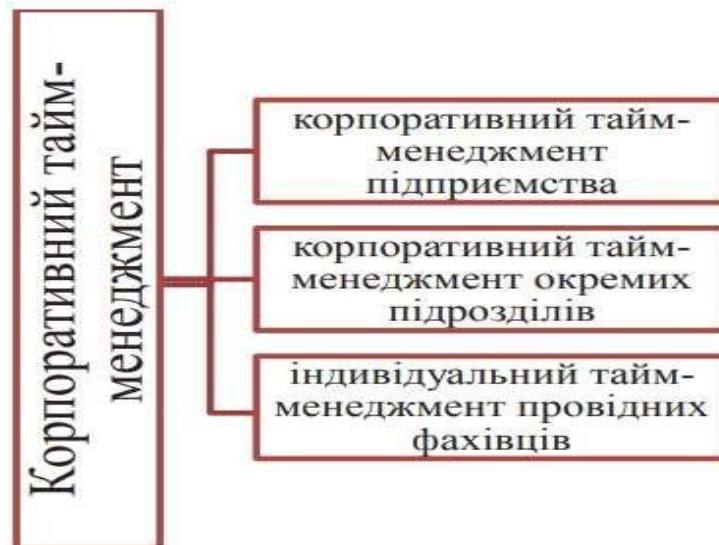 Корпоративний тайм-
менеджмент
корпоративний тайм-
менеджмент
підприємства
корпоративний тайм-
менеджмент окремих
підрозділів
індивідуальний тайм-
менеджмент провідних
фахівців